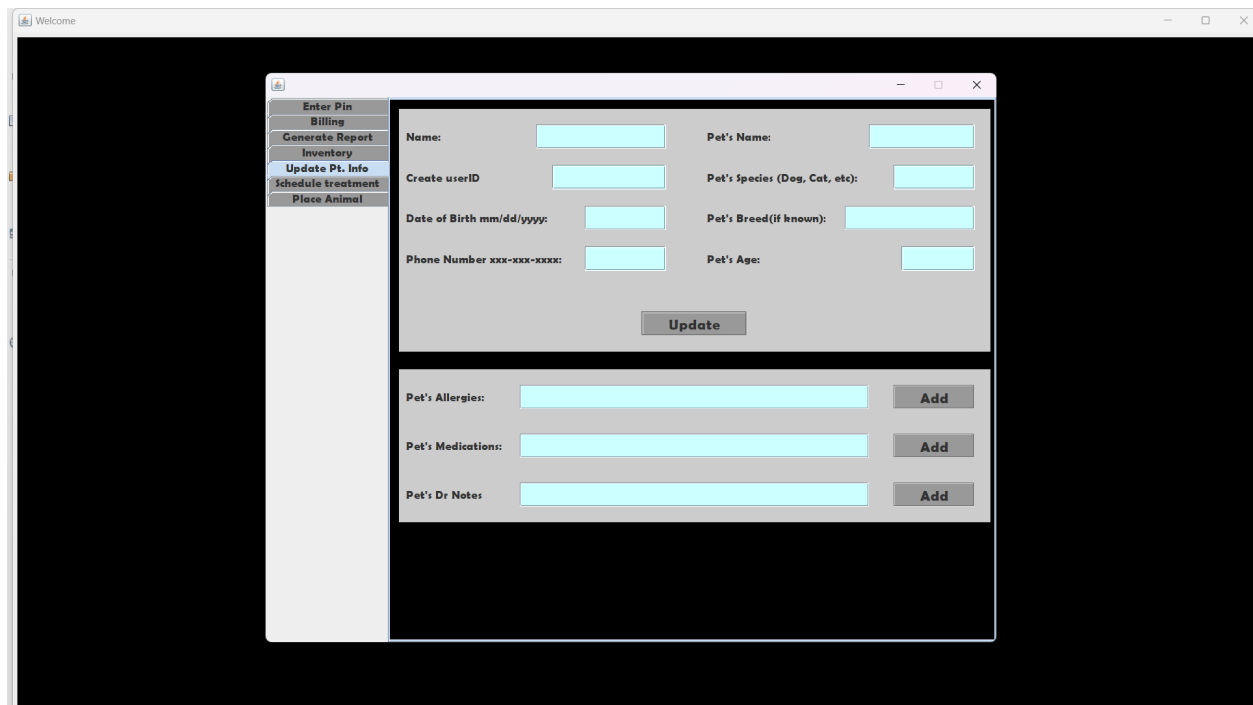 Welcome
Enter Pin
Billing
Generate Report
Inventory
Update Pt. Info
Schedule treatment
Place Animal
Name:
Pet's Name:
Create userID
Pet's Species (Dog, Cat, etc):
Date of Birth mm/dd/yyyy:
Pet's Breed(if known):
Phone Number xxx-xxx-xxxx:
Pet's Age:
Update
Pet's Allergies:
Add
Pet's Medications:
Add
Pet's Dr Notes
Add